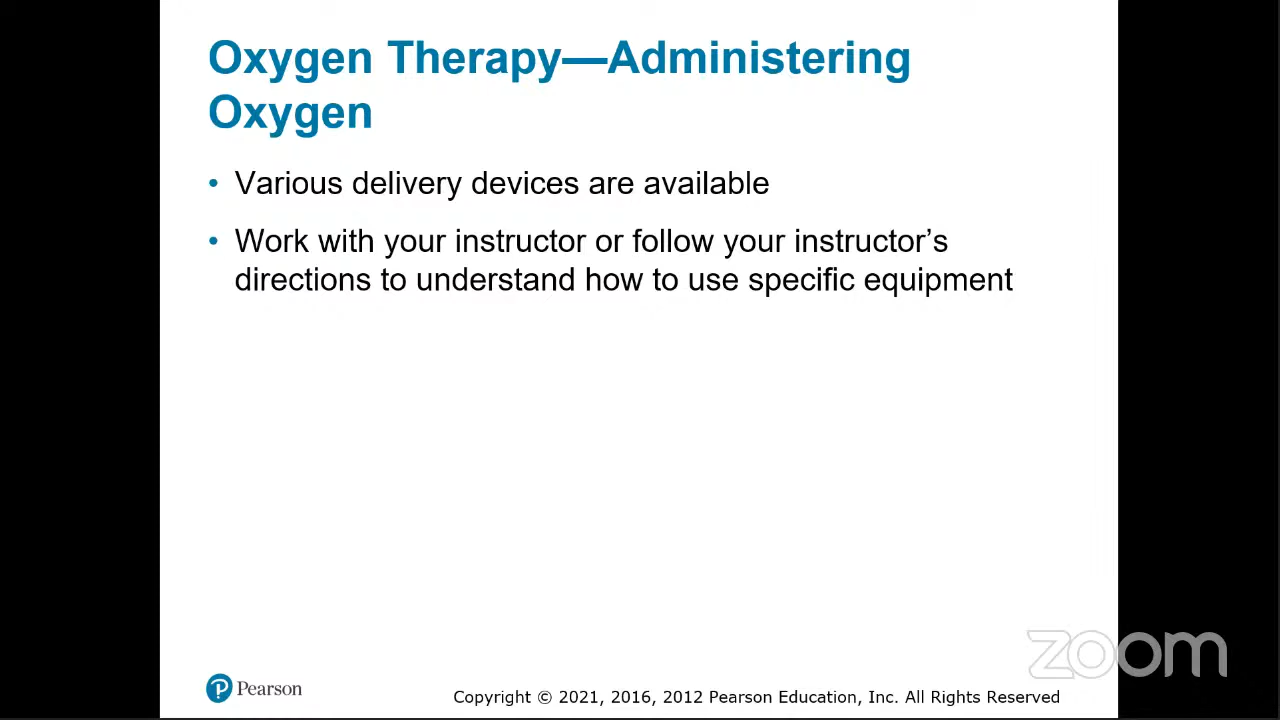 Oxygen Therapy—Administering
Oxygen
• Various delivery devices are available
• Work with your instructor or follow your instructor’s
directions to understand how to use specific equipment
zoom
Pearson
Copyright © 2021, 2016, 2012 Pearson Education, Inc. All Rights Reserved